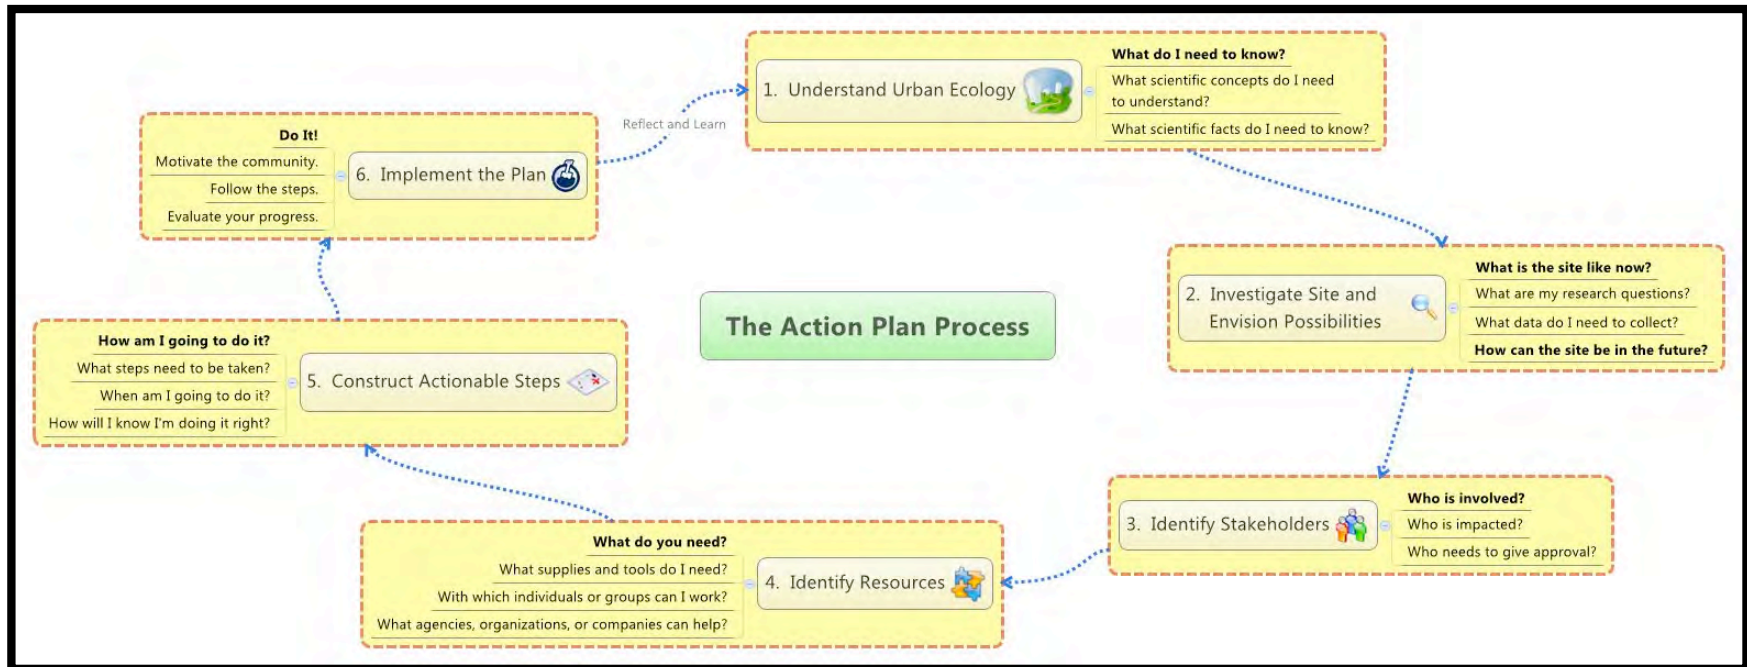 The Action Plan Process
1. Understand Urban Ecology
What do I need to know?
What scientific concepts do I need
to understand?
What scientific facts do I need to know?
2. Investigate Site and
Envision Possibilities
What is the site like now?
What are my research questions?
What data do I need to collect?
How can the site be in the future?
3. Identify Stakeholders
Who is involved?
Who is impacted?
Who needs to give approval?
4. Identify Resources
What do you need?
What supplies and tools do I need?
With which individuals or groups can I work?
What agencies, organizations, or companies can help?
5. Construct Actionable Steps
How am I going to do it?
What steps need to be taken?
When am I going to do it?
How will I know I'm doing it right?
6. Implement the Plan
Do It!
Motivate the community.
Follow the steps.
Evaluate your progress.
Reflect and Learn